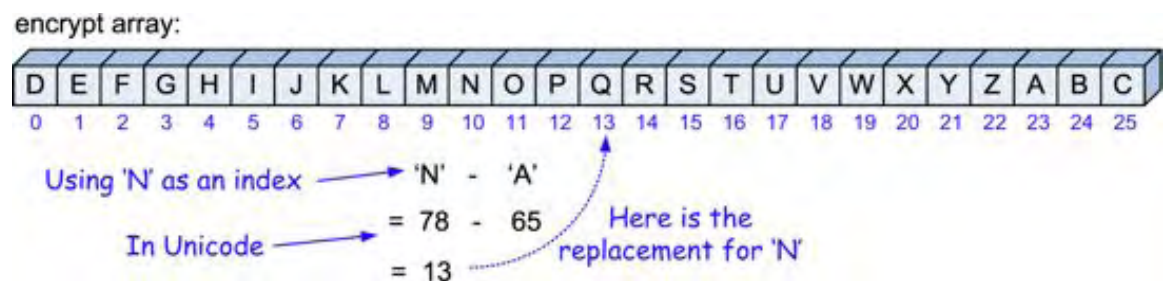 encrypt array:
D E F G H I J K L M N O P Q R S T U V W X Y Z A B C
0 1 2 3 4 5 6 7 8 9 10 11 12 13 14 15 16 17 18 19 20 21 22 23 24 25
Using 'N' as an index
'N' - 'A'
In Unicode
= 78 - 65
= 13
Here is the
replacement for 'N'